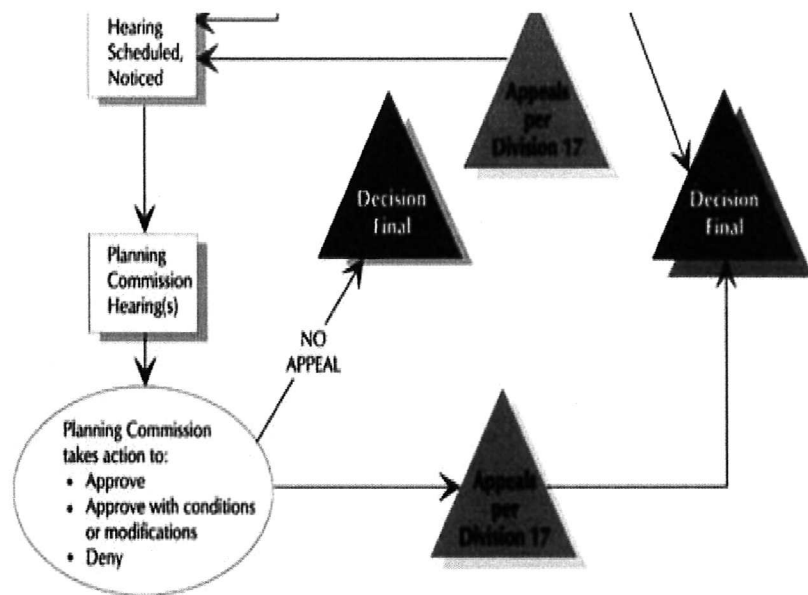 Hearing
Scheduled,
Noticed
Appeals
per
Division 17
Decision
Final
Decision
Final
Planning
Commission
Hearing(s)
NO
APPEAL
Planning Commission
takes action to:
• Approve
• Approve with conditions
or modifications
• Deny
Appeals
per
Division 17